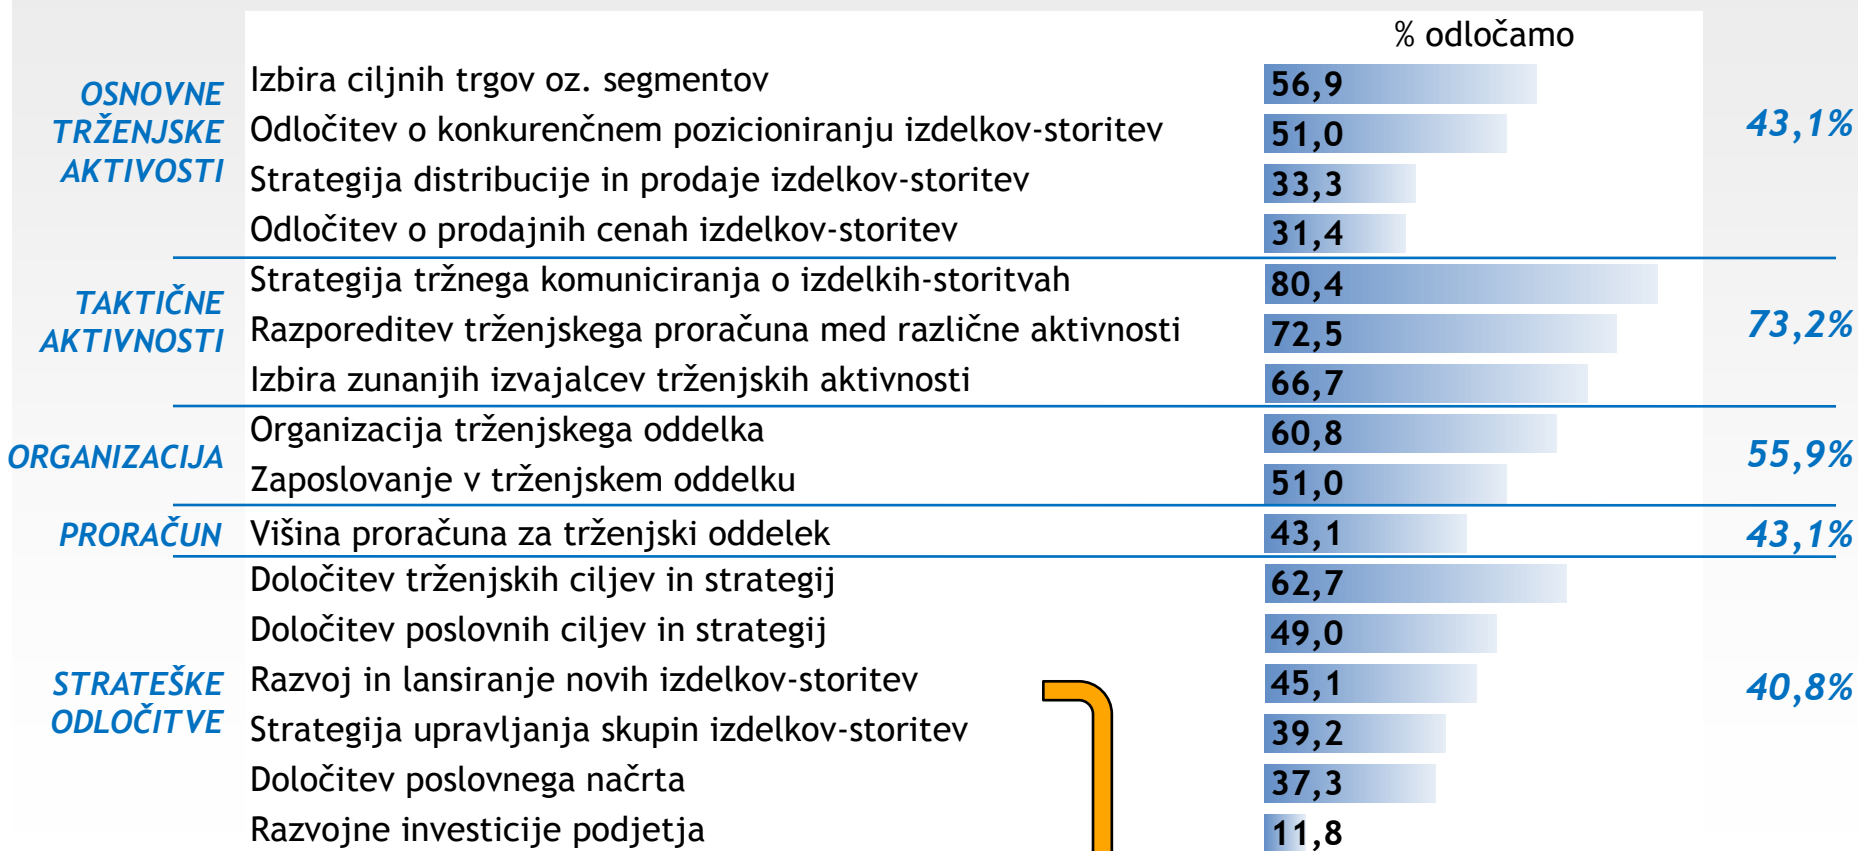 % odločamo
OSNOVNE
TRŽENJSKE
AKTIVOSTI
Izbira ciljnih trgov oz. segmentov 56,9
Odločitev o konkurenčnem pozicioniranju izdelkov-storitev 51,0
Strategija distribucije in prodaje izdelkov-storitev 33,3
Odločitev o prodajnih cenah izdelkov-storitev 31,4
43,1%
TAKTIČNE
AKTIVNOSTI
Strategija tržnega komuniciranja o izdelkih-storitvah 80,4
Razporeditev trženjskega proračuna med različne aktivnosti 72,5
Izbira zunanjih izvajalcev trženjskih aktivnosti 66,7
73,2%
ORGANIZACIJA
Organizacija trženjskega oddelka 60,8
Zaposlovanje v trženjskem oddelku 51,0
55,9%
PRORAČUN
Višina proračuna za trženjski oddelek 43,1
43,1%
STRATEŠKE
ODLOČITVE
Določitev trženjskih ciljev in strategij 62,7
Določitev poslovnih ciljev in strategij 49,0
Razvoj in lansiranje novih izdelkov-storitev 45,1
Strategija upravljanja skupin izdelkov-storitev 39,2
Določitev poslovnega načrta 37,3
Razvojne investicije podjetja 11,8
40,8%